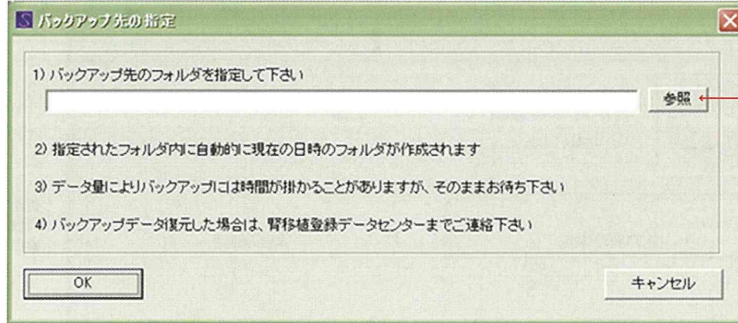 バックアップ先の指定
1) バックアップ先のフォルダを指定して下さい
参照
2) 指定されたフォルダ内に自動的に現在の日時のフォルダが作成されます
3) データ量によりバックアップには時間が掛かることがありますが、そのままお待ち下さい
4) バックアップデータ復元した場合は、腎移植登録データセンターまでご連絡下さい
OK
キャンセル